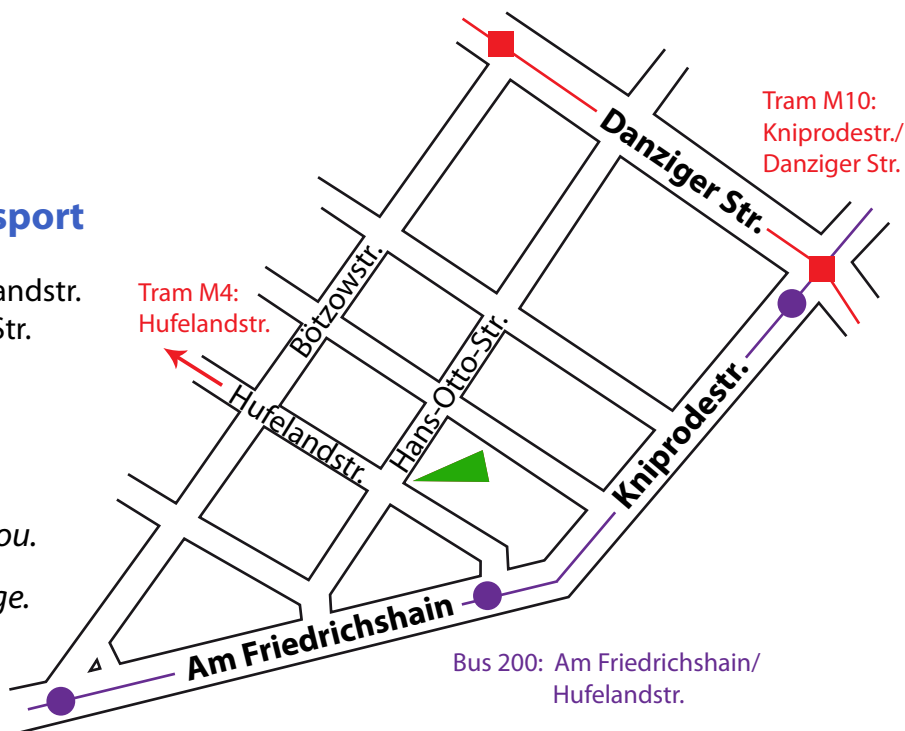 sport
andstr.
Str.
ou.
ge.
Tram M4:
Hufelandstr.
Tram M10:
Kniprodestr./
Danziger Str.
Danziger Str.
Bötzowstr.
Hans-Otto-Str.
Hufelandstr.
Kniprodestr.
Am Friedrichshain
Bus 200: Am Friedrichshain/
Hufelandstr.